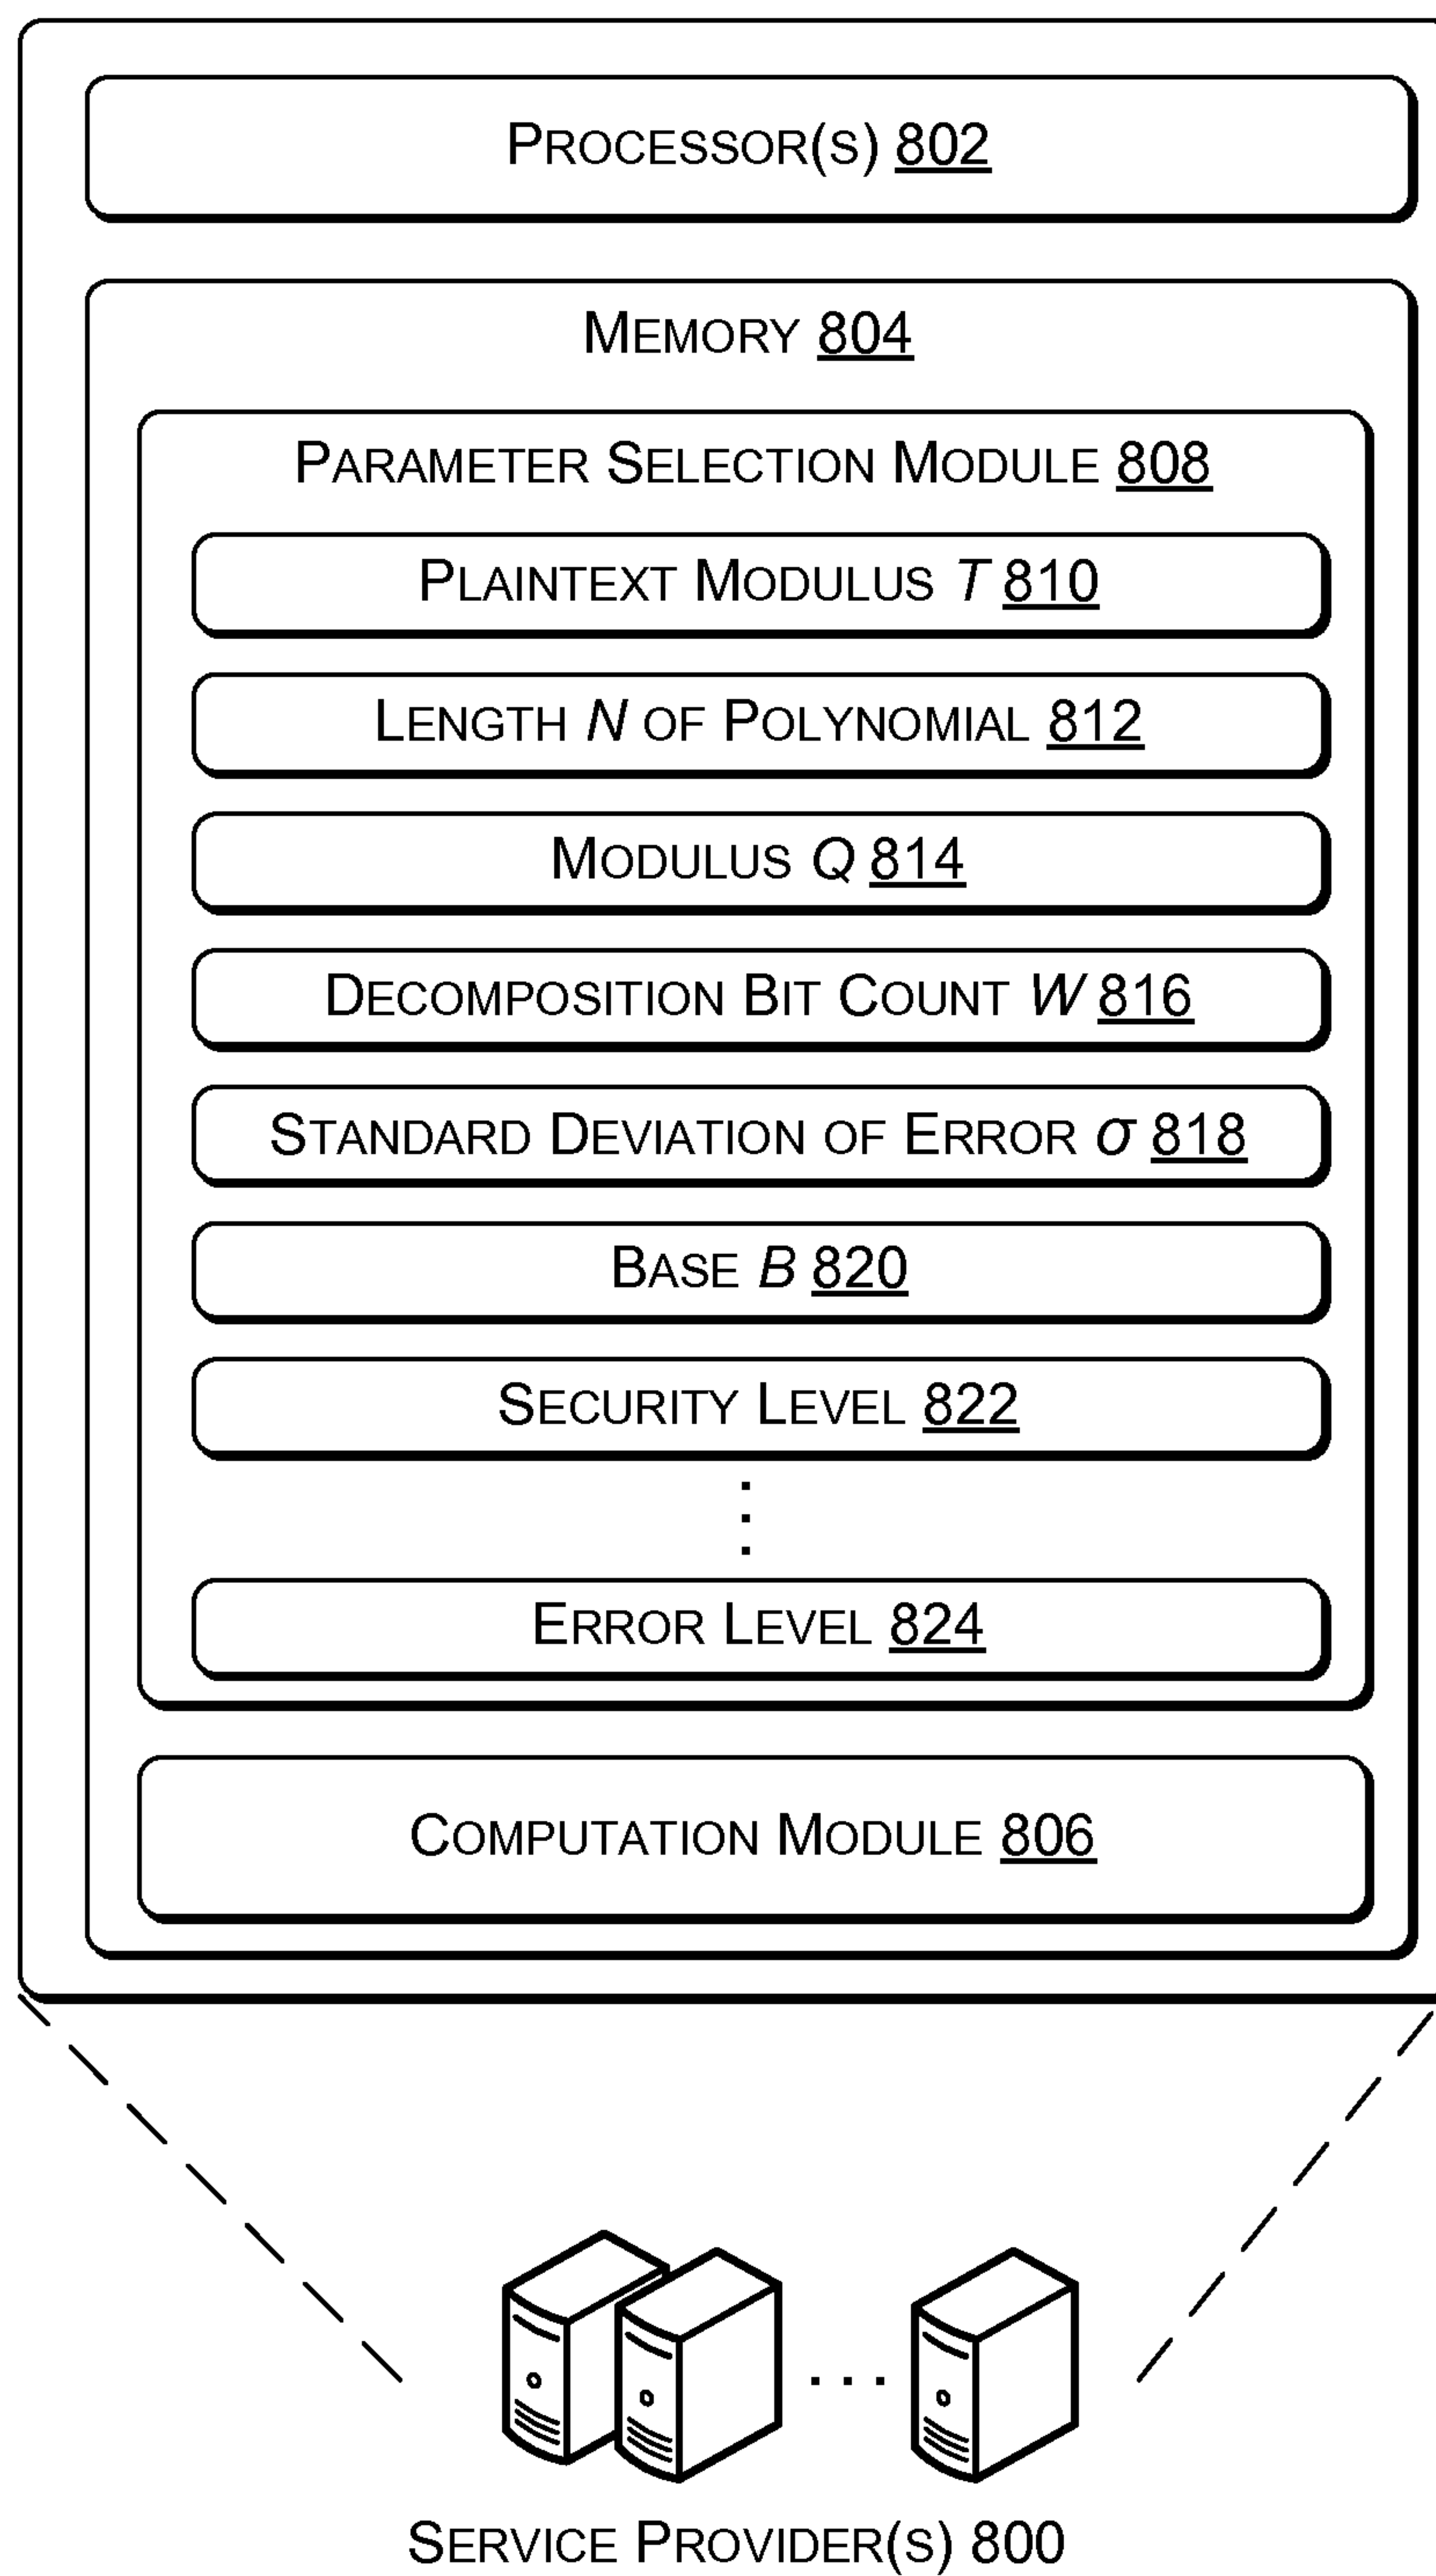 PROCESSOR(S) 802
MEMORY 804
PARAMETER SELECTION MODULE 808
PLAINTEXT MODULUS T 810
LENGTH N OF POLYNOMIAL 812
MODULUS Q 814
DECOMPOSITION BIT COUNT W 816
STANDARD DEVIATION OF ERROR σ 818
BASE B 820
SECURITY LEVEL 822
ERROR LEVEL 824
COMPUTATION MODULE 806
SERVICE PROVIDER(S) 800